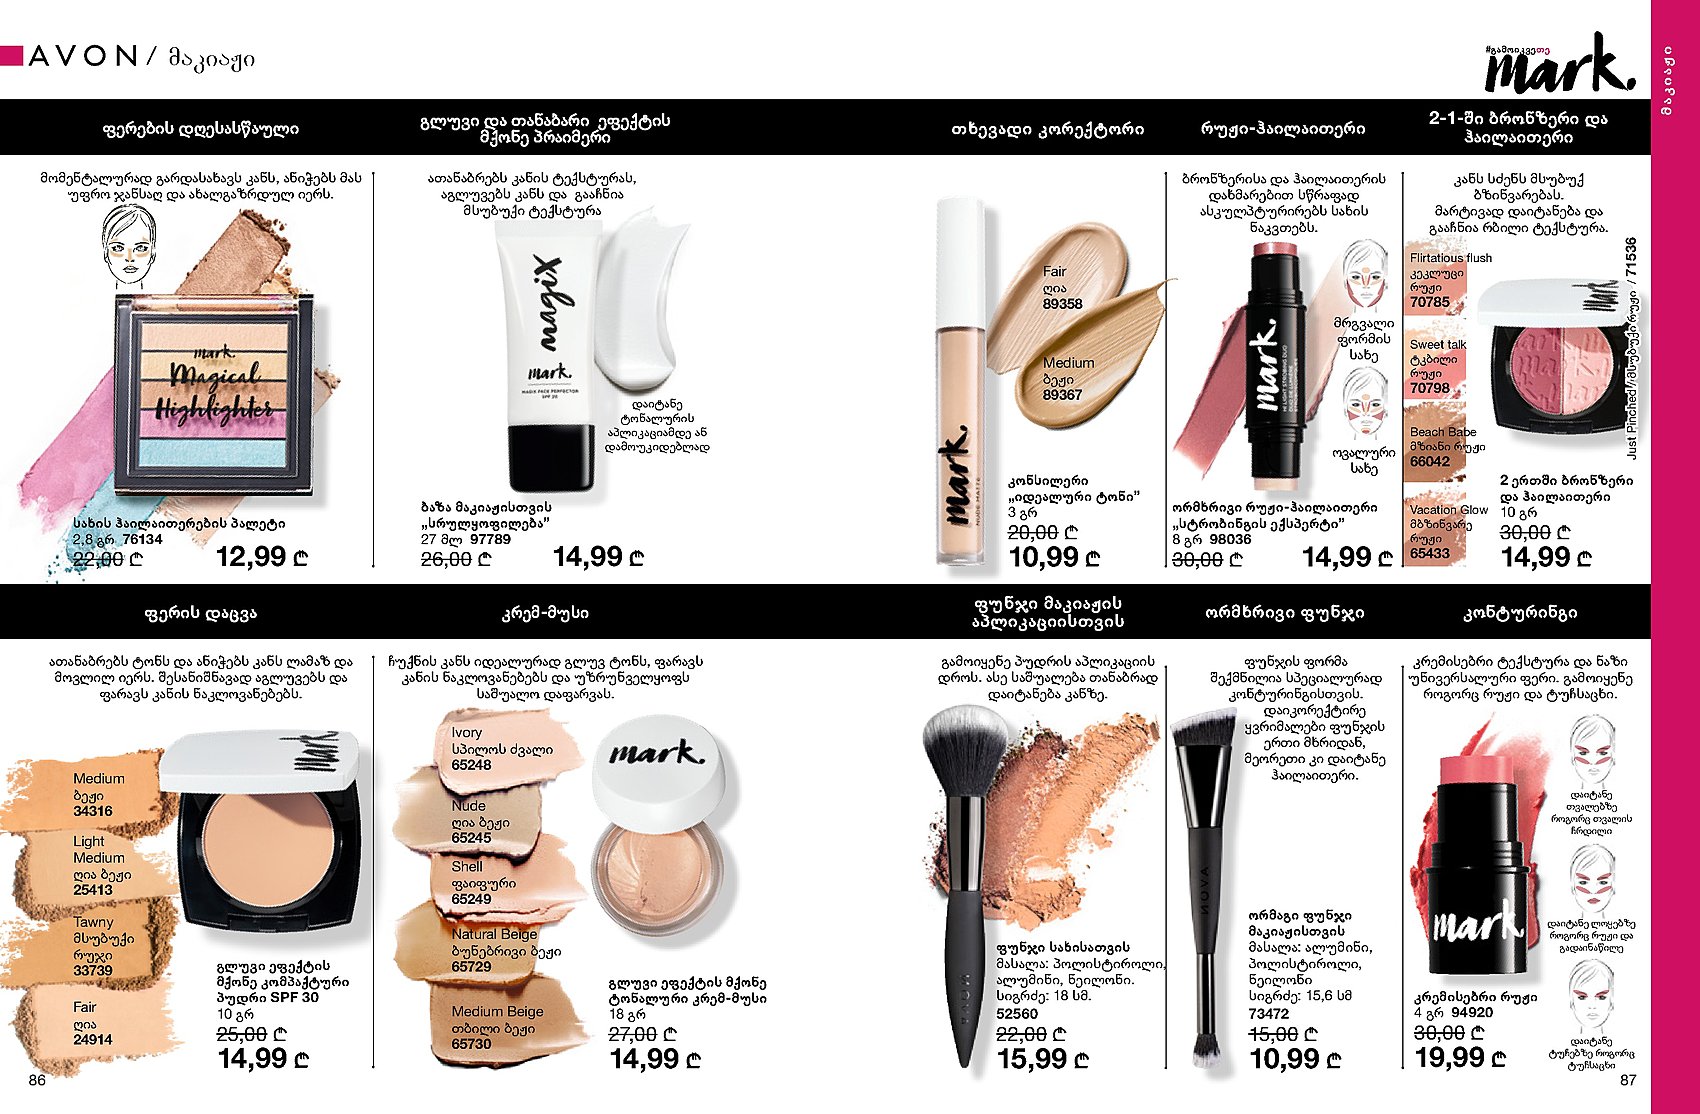 AVON / მაკიაჟი
#გამოიკვეთე
mark.
მაკიაჟი
ფერების დღესასწაული
მომენტალურად გარდასახავს კანს, ანიჭებს მას
უფრო ჯანსაღ და ახალგაზრდულ იერს.
mark.
Magical
Highlighter
სახის ჰაილაითერების პალეტი
2,8 გრ 76134
22,00 ₾
12,99 ₾
გლუვი და თანაბარი ეფექტის
მქონე პრაიმერი
ათანაბრებს კანის ტექსტურას,
აგლუვებს კანს და გააჩნია
მსუბუქი ტექსტურა
magix
mark.
MAGIX FACE PERFECTOR
SPF 20
დაიტანე
ტონალურის
აპლიკაციამდე ან
დამოუკიდებლად
ბაზა მაკიაჟისთვის
„სრულყოფილება”
27 მლ 97789
26,00 ₾
14,99 ₾
თხევადი კორექტორი
Fair
ღია
89358
Medium
ბეჟი
89367
mark.
NUDE MATTE
კონსილერი
„იდეალური ტონი”
3 გრ
20,00 ₾
10,99 ₾
რუჟი-ჰაილაითერი
ბრონზერისა და ჰაილაითერის
დახმარებით სწრაფად
ასკულპტურირებს სახის
ნაკვთებს.
mark.
მრგვალი
ფორმის
სახე
ოვალური
სახე
ორმხრივი რუჟი-ჰაილაითერი
„სტრობინგის ექსპერტი”
8 გრ 98036
30,00 ₾
14,99 ₾
2-1-ში ბრონზერი და
ჰაილაითერი
კანს სძენს მსუბუქ
ბზინვარებას.
მარტივად დაიტანება და
გააჩნია რბილი ტექსტურა.
Flirtatious flush
კეკლუცი
რუჟი
70785
Sweet talk
ტკბილი
რუჟი
70798
Beach Babe
მზიანი რუჟი
66042
Vacation Glow
მბზინვარე
რუჟი
65433
mark.
Just Pinched/მსუბუქი რუჟი / 71536
2 ერთში ბრონზერი
და ჰაილაითერი
10 გრ
30,00 ₾
14,99 ₾
ფერის დაცვა
ათანაბრებს ტონს და ანიჭებს კანს ლამაზ და
მოვლილ იერს. შესანიშნავად აგლუვებს და
ფარავს კანის ნაკლოვანებებს.
mark.
Medium
ბეჟი
34316
Light
Medium
ღია ბეჟი
25413
Tawny
მსუბუქი
რუჯი
33739
Fair
ღია
24914
გლუვი ეფექტის
მქონე კომპაქტური
პუდრი SPF 30
10 გრ
25,00 ₾
14,99 ₾
კრემ-მუსი
ჩუქნის კანს იდეალურად გლუვ ტონს, ფარავს
კანის ნაკლოვანებებს და უზრუნველყოფს
საშუალო დაფარვას.
Ivory
სპილოს ძვალი
65248
Nude
ღია ბეჟი
65245
Shell
ფაიფური
65249
Natural Beige
ბუნებრივი ბეჟი
65729
Medium Beige
თბილი ბეჟი
65730
mark.
გლუვი ეფექტის მქონე
ტონალური კრემ-მუსი
18 გრ
27,00 ₾
14,99 ₾
ფუნჯი მაკიაჟის
აპლიკაციისთვის
გამოიყენე პუდრის აპლიკაციის
დროს. ასე საშუალება თანაბრად
დაიტანება კანზე.
AVON
ფუნჯი სახისათვის
მასალა: პოლისტიროლი,
ალუმინი, ნეილონი.
სიგრძე: 18 სმ.
52560
22,00 ₾
15,99 ₾
ორმხრივი ფუნჯი
ფუნჯის ფორმა
შექმნილია სპეციალურად
კონტურინგისთვის.
დაიკორექტირე
ყვრიმალები ფუნჯის
ერთი მხრიდან,
მეორეთი კი დაიტანე
ჰაილაითერი.
AVON
ორმაგი ფუნჯი
მაკიაჟისთვის
მასალა: ალუმინი,
პოლისტიროლი,
ნეილონი
სიგრძე: 15,6 სმ
73472
15,00 ₾
10,99 ₾
კონტურინგი
კრემისებრი ტექსტურა და ნაზი
უნივერსალური ფერი. გამოიყენე
როგორც რუჟი და ტუჩსაცხი.
mark.
დაიტანე
თვალებზე
როგორც თვალის
ჩრდილი
დაიტანე ლოყებზე
როგორც რუჟი და
გადაინაწილე
დაიტანე
ტუჩებზე როგორც
ტუჩსაცხი
კრემისებრი რუჟი
4 გრ 94920
30,00 ₾
19,99 ₾
86
87